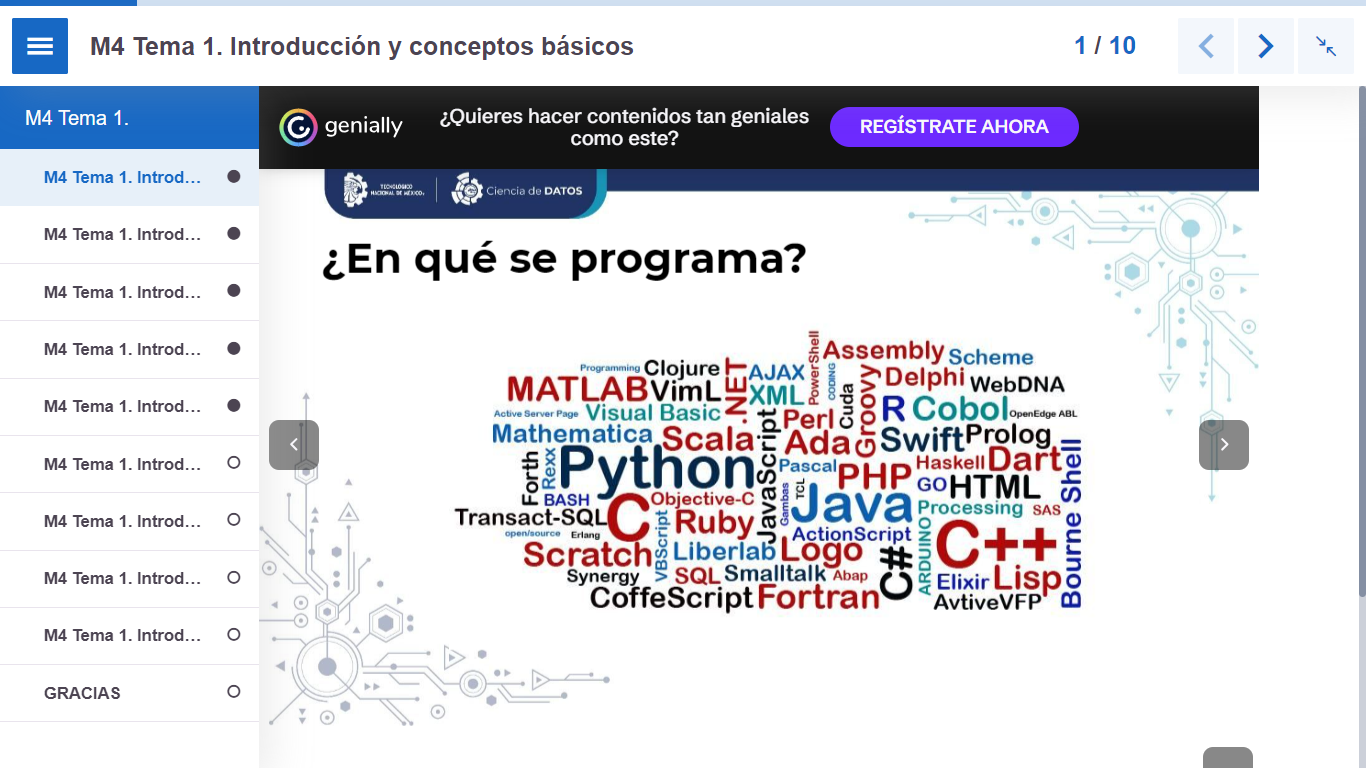 M4 Tema 1. Introducción y conceptos básicos
1 / 10
M4 Tema 1.
M4 Tema 1. Introd...
M4 Tema 1. Introd...
M4 Tema 1. Introd...
M4 Tema 1. Introd...
M4 Tema 1. Introd...
M4 Tema 1. Introd...
M4 Tema 1. Introd...
M4 Tema 1. Introd...
M4 Tema 1. Introd...
GRACIAS
genially
¿Quieres hacer contenidos tan geniales
como este?
REGÍSTRATE AHORA
TECNOLÓGICO
NACIONAL DE MÉXICO
Ciencia de DATOS
¿En qué se programa?
Programming
Clojure
.NET
AJAX
PowerShell
Assembly
Scheme
MATLAB
VimL
XML
CODING
Cuda
Groovy
Delphi
WebDNA
Active Server Page
Visual Basic
JavaScript
Perl
R
Cobol
OpenEdge ABL
Mathematica
Scala
Ada
Swift
Prolog
Forth
Rexx
Python
Pascal
PHP
Haskell
Dart
Bourne Shell
BASH
Objective-C
Gambas
TCL
Java
GO
HTML
Transact-SQL
C
Ruby
Processing
SAS
open/source
Erlang
VBScript
ActionScript
ARDUINO
C++
Scratch
Liberlab
Logo
C#
Synergy
SQL
Smalltalk
Abap
Elixir
Lisp
CoffeScript
Fortran
AvtiveVFP